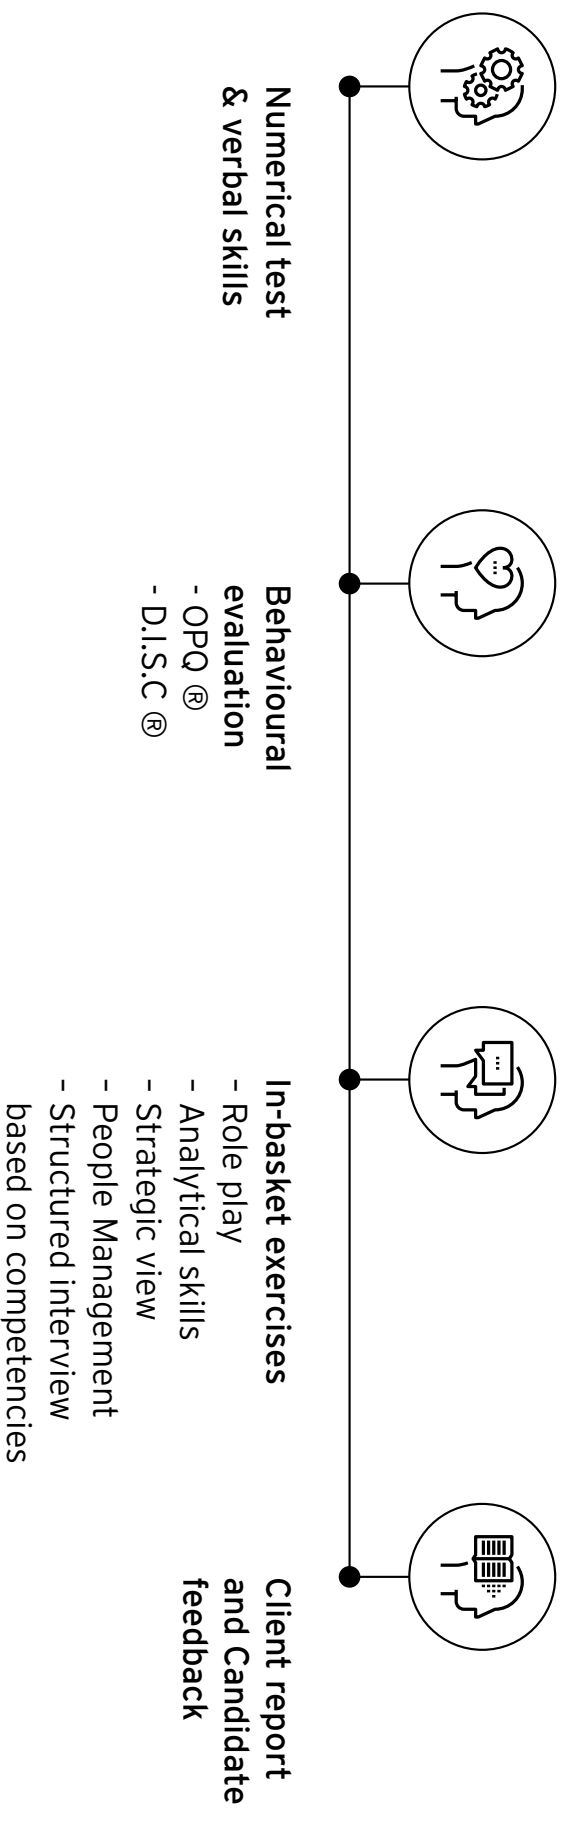 Numerical test
& verbal skills
Behavioural
evaluation
- OPQ ®
- D.I.S.C ®
In-basket exercises
- Role play
- Analytical skills
- Strategic view
- People Management
- Structured interview
based on competencies
Client report
and Candidate
feedback